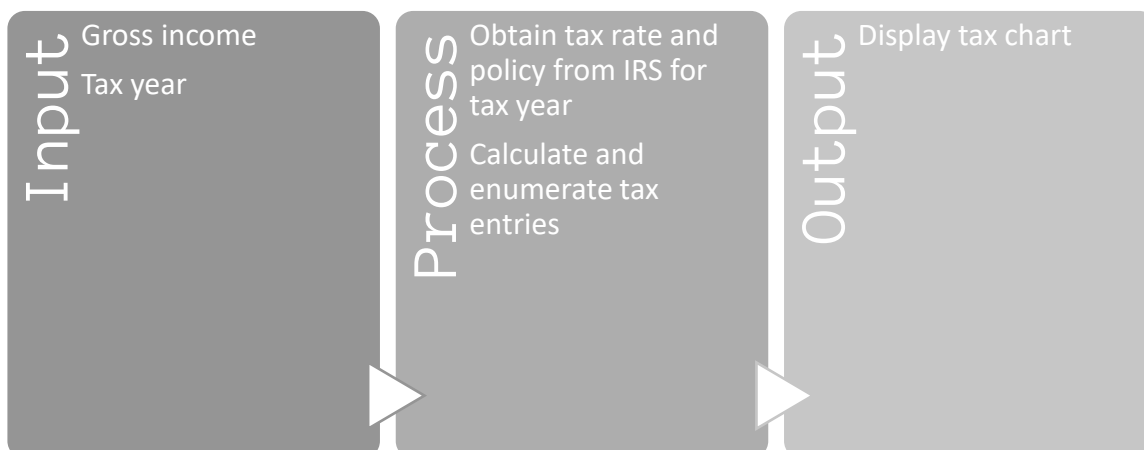 Input
Gross income
Tax year
Process
Obtain tax rate and
policy from IRS for
tax year
Calculate and
enumerate tax
entries
Output
Display tax chart